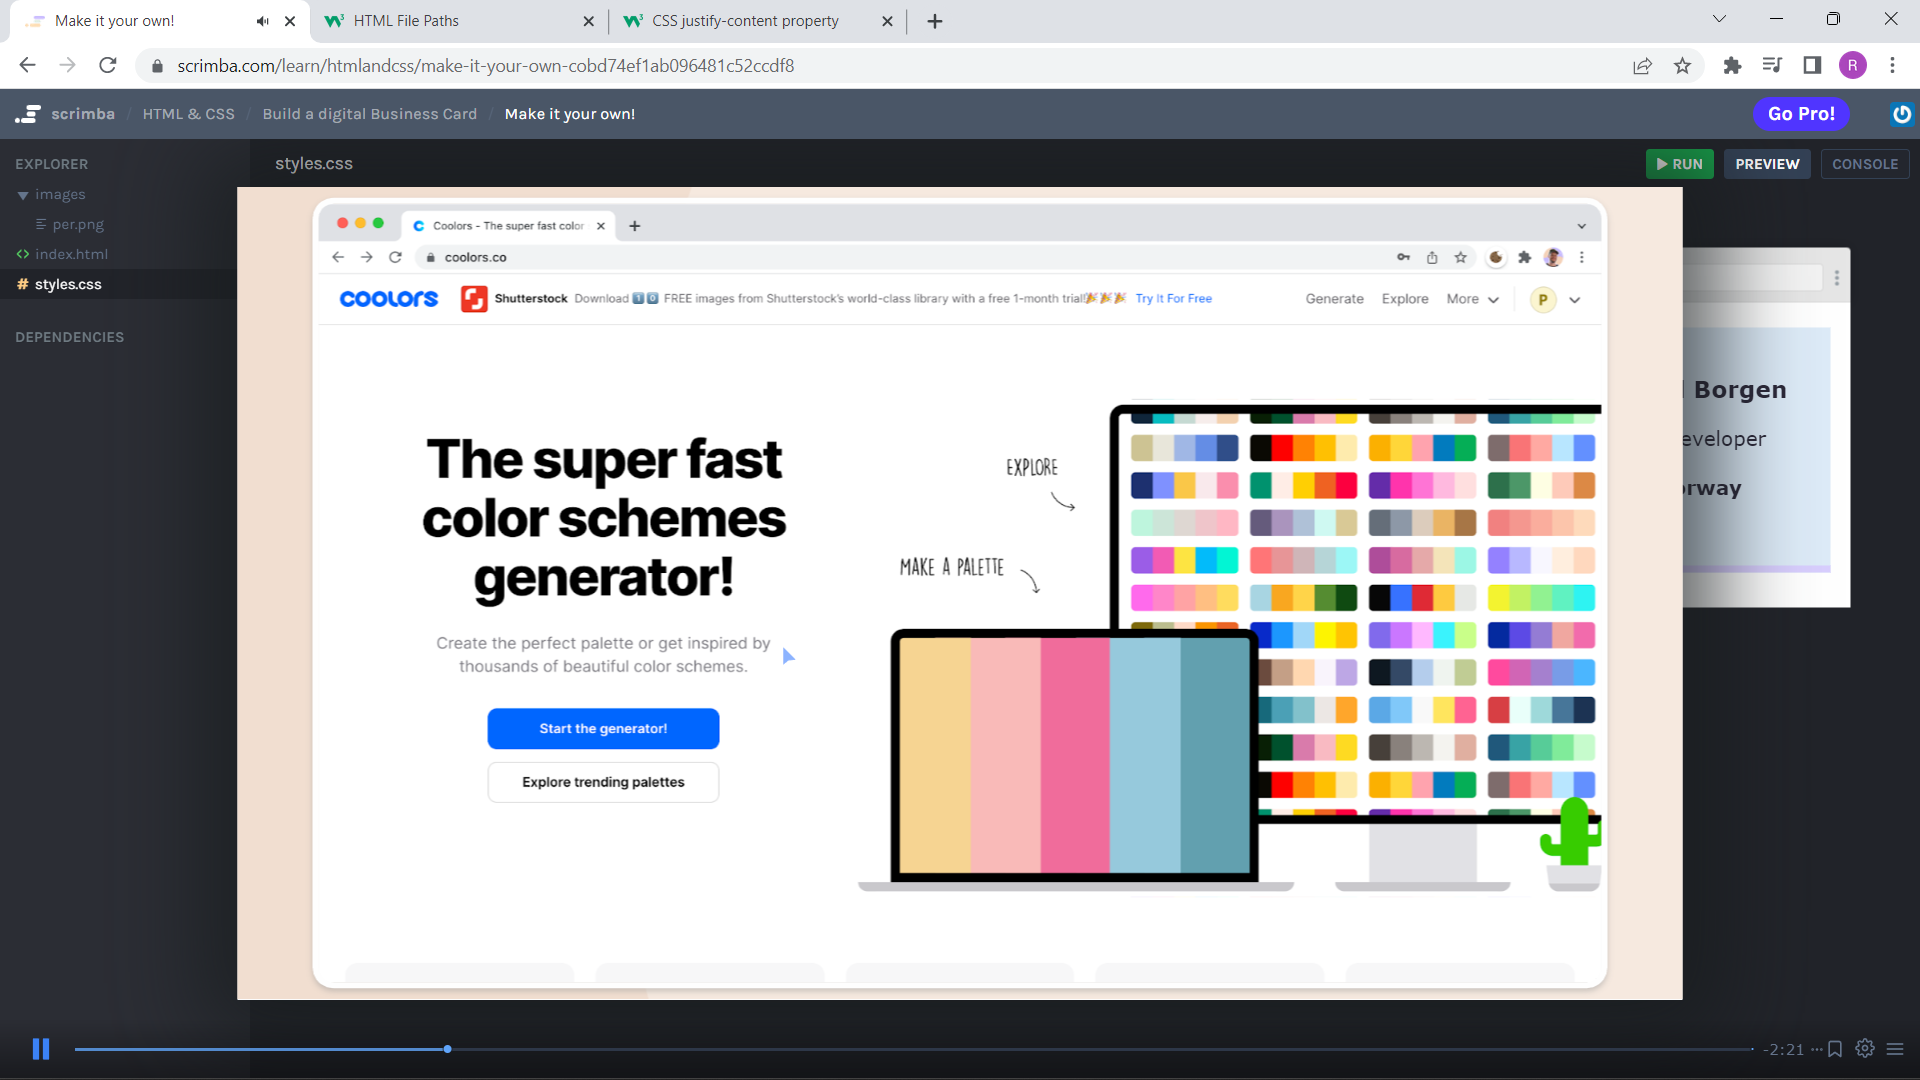 Make it your own!
HTML File Paths
CSS justify-content property
scrimba.com/learn/htmlandcss/make-it-your-own-cobd74ef1ab096481c52ccdf8
R
scrimba / HTML & CSS / Build a digital Business Card / Make it your own!
Go Pro!
EXPLORER
styles.css
RUN
PREVIEW
CONSOLE
images
per.png
index.html
# styles.css
DEPENDENCIES
Coolors - The super fast color
coolors.co
coolors
Shutterstock Download 1 0 FREE images from Shutterstock's world-class library with a free 1-month trial! Try It For Free
Generate Explore More
P
The super fast
color schemes
generator!
EXPLORE
MAKE A PALETTE
Create the perfect palette or get inspired by
thousands of beautiful color schemes.
Start the generator!
Explore trending palettes
Borgen
eveloper
rway
-2:21